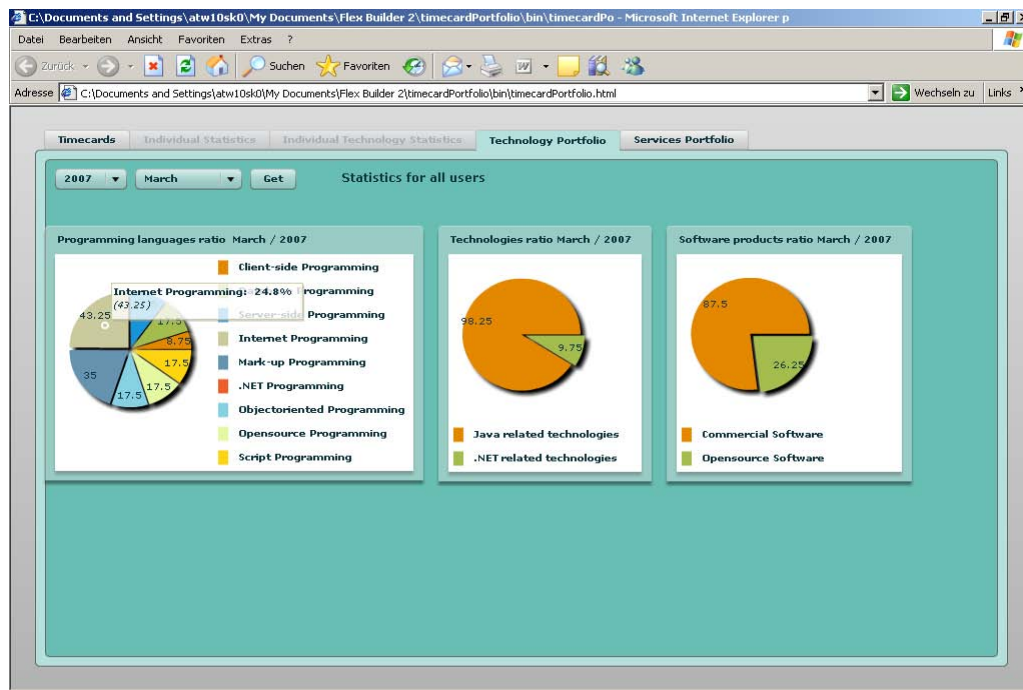 C:\Documents and Settings\atw10sk0\My Documents\Flex Builder 2\timecardPortfolio\bin\timecardPo - Microsoft Internet Explorer p
Datei Bearbeiten Ansicht Favoriten Extras ?
Zurück Suchen Favoriten
Adresse C:\Documents and Settings\atw10sk0\My Documents\Flex Builder 2\timecardPortfolio\bin\timecardPortfolio.html Wechseln zu Links
Timecards Individual Statistics Individual Technology Statistics Technology Portfolio Services Portfolio
2007 March Get Statistics for all users
Programming languages ratio March / 2007
Client-side Programming
Internet Programming: 24.8% Programming
(43.25)
Server-side Programming
Internet Programming
Mark-up Programming
.NET Programming
Objectoriented Programming
Opensource Programming
Script Programming
43.25
17.5
8.75
17.5
17.5
17.5
35
Technologies ratio March / 2007
98.25
9.75
Java related technologies
.NET related technologies
Software products ratio March / 2007
87.5
26.25
Commercial Software
Opensource Software